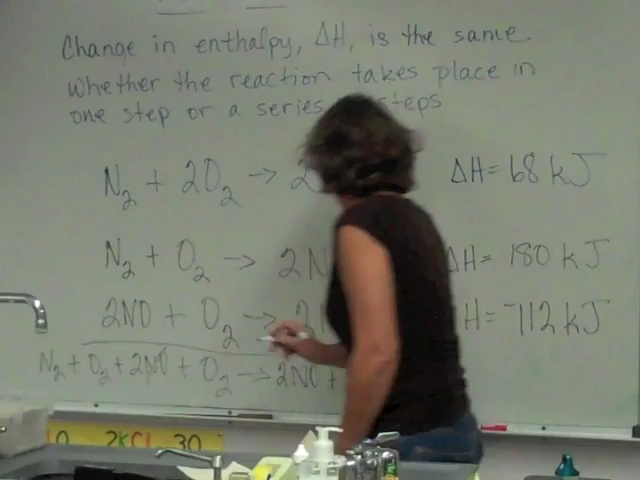 Change in enthalpy, ΔH, is the same
whether the reaction takes place in
one step or a series steps
N₂ + 2O₂ → 2 ΔH = 68 kJ
N₂ + O₂ → 2N ΔH = 180 kJ
2NO + O₂ → 2 H = -112 kJ
N₂ + O₂ + 2NO + O₂ → 2NO +
2KCl 30